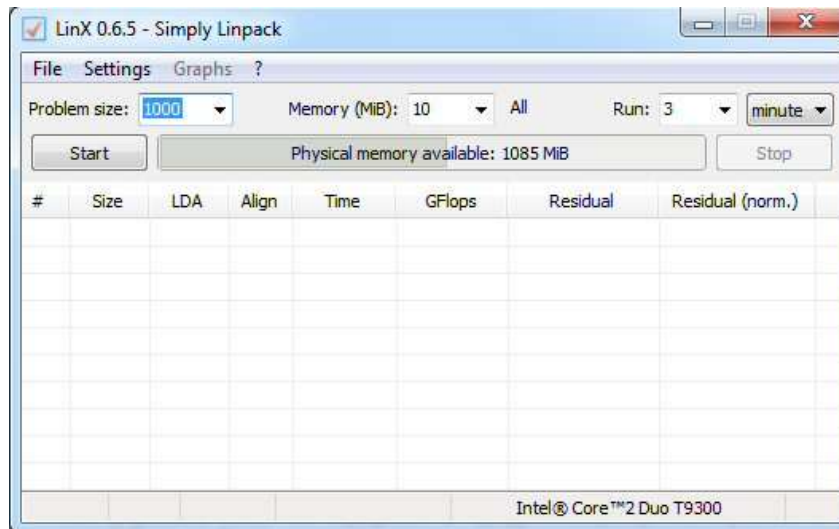 LinX 0.6.5 - Simply Linpack
File Settings Graphs ?
Problem size: 1000 Memory (MiB): 10 All Run: 3 minute
Start Physical memory available: 1085 MiB Stop
# Size LDA Align Time GFlops Residual Residual (norm.)
Intel® Core™2 Duo T9300